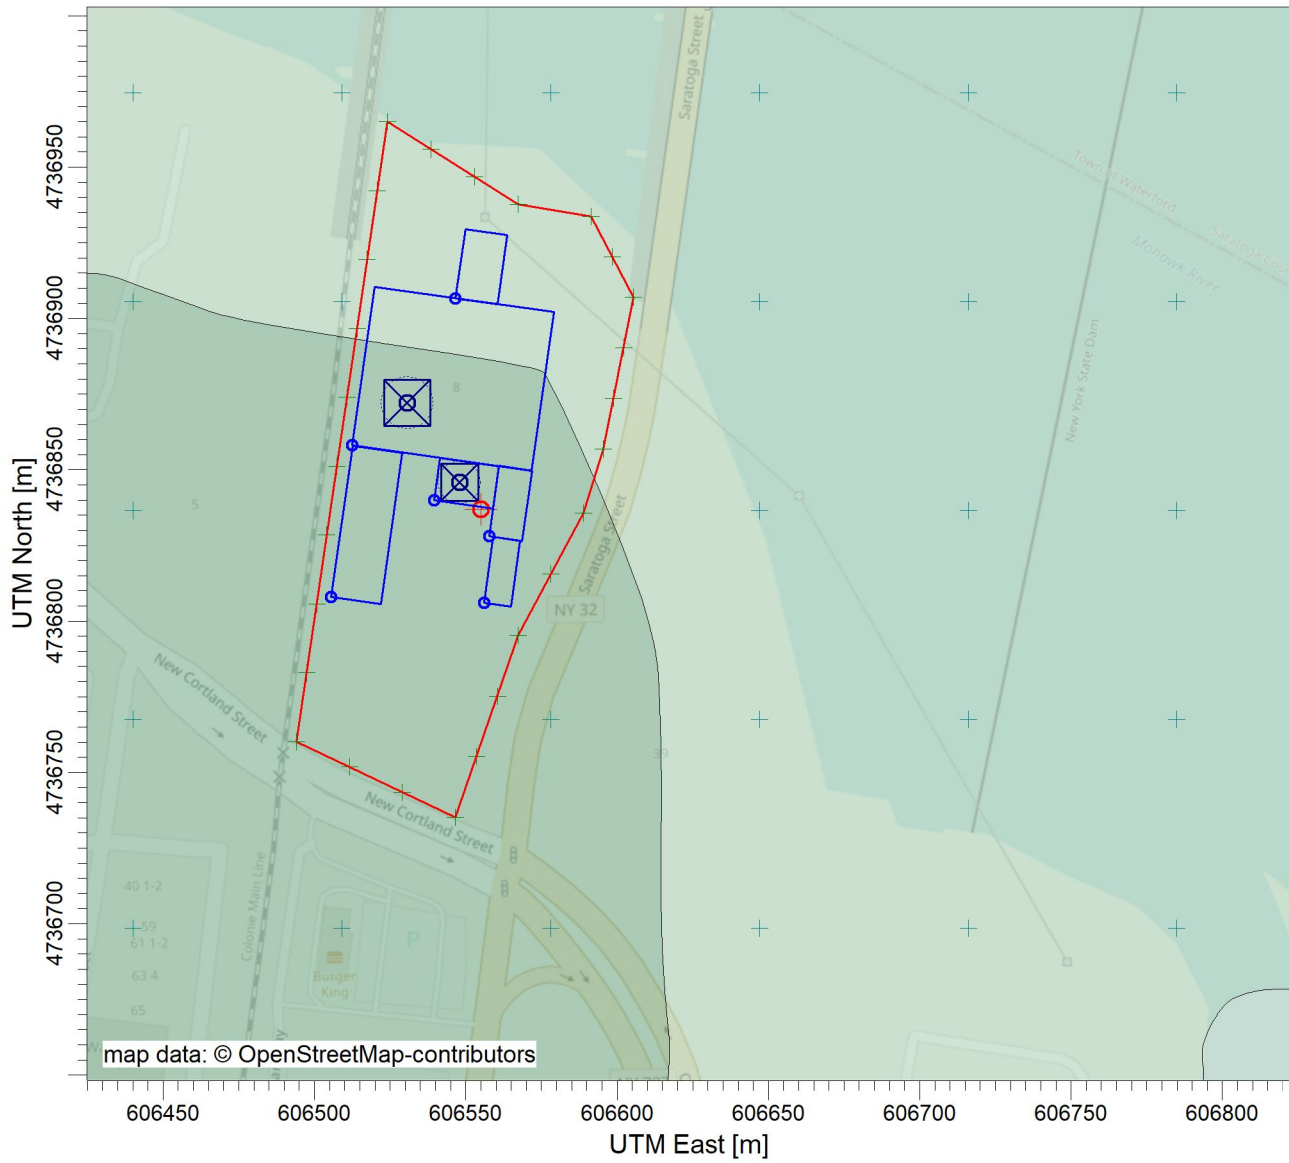 UTM North [m]
4736950
4736900
4736850
4736800
4736750
4736700
Saratoga Street
Town of Waterford
Mohawk River
New York State Dam
8
5
Saratoga Street
NY 32
New Cortland Street
39
New Cortland Street
Colonie Main Line
40 1-2
59
61 1-2
63 4
65
P
Burger
King
map data: © OpenStreetMap-contributors
606450
606500
606550
606600
606650
606700
606750
606800
UTM East [m]